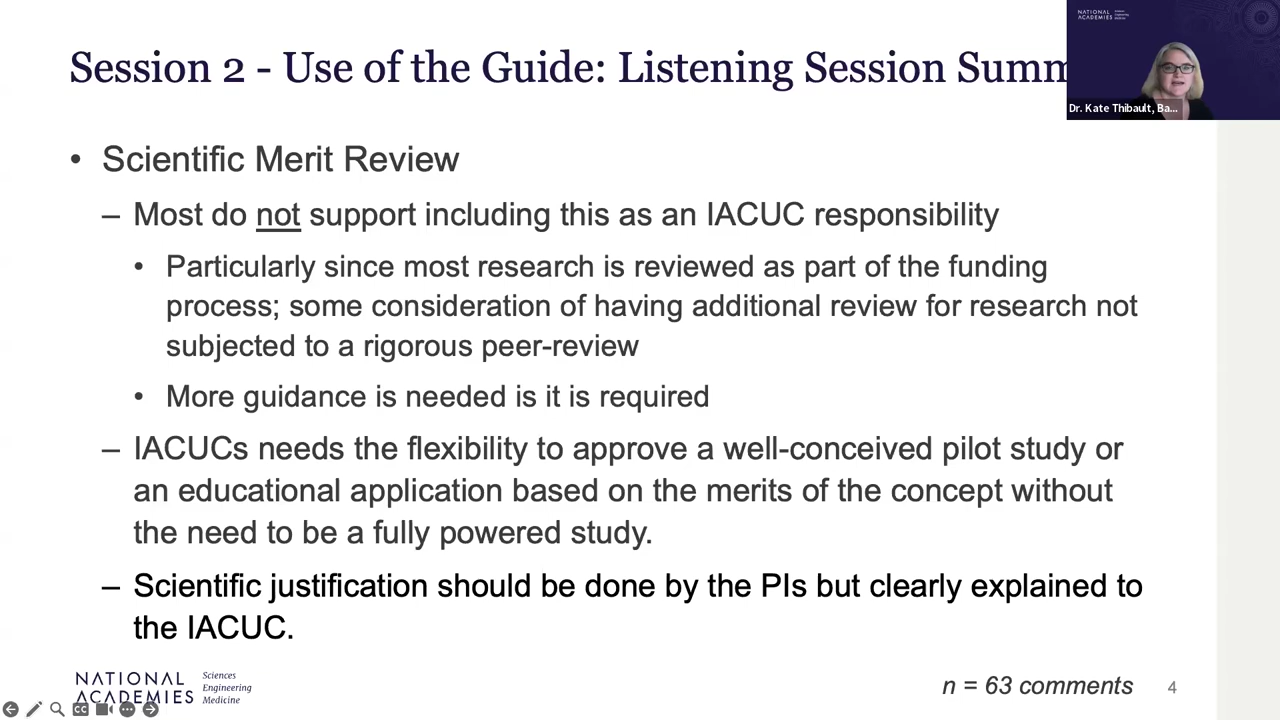 Session 2 - Use of the Guide: Listening Session Summ
NATIONAL ACADEMIES Sciences Engineering Medicine
Dr. Kate Thibault, Ba...
• Scientific Merit Review
– Most do not support including this as an IACUC responsibility
• Particularly since most research is reviewed as part of the funding
process; some consideration of having additional review for research not
subjected to a rigorous peer-review
• More guidance is needed is it is required
– IACUCs needs the flexibility to approve a well-conceived pilot study or
an educational application based on the merits of the concept without
the need to be a fully powered study.
– Scientific justification should be done by the PIs but clearly explained to
the IACUC.
NATIONAL
ACADEMIES
Sciences
Engineering
Medicine
CC
n = 63 comments
4